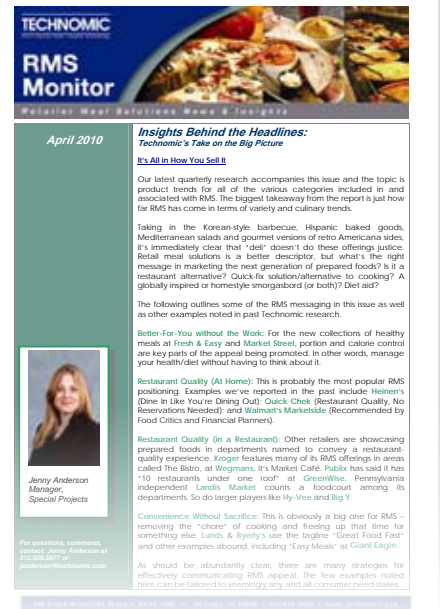 TECHNOMIC
RMS
Monitor
Retailer Meal Solutions News & Insights
April 2010
Insights Behind the Headlines:
Technomic's Take on the Big Picture
It's All in How You Sell It
Our latest quarterly research accompanies this issue and the topic is
product trends for all of the various categories included in and
associated with RMS. The biggest takeaway from the report is just how
far RMS has come in terms of variety and culinary trends.
Taking in the Korean-style barbecue, Hispanic baked goods,
Mediterranean salads and gourmet versions of retro Americana sides,
it's immediately clear that "deli" doesn't do these offerings justice.
Retail meal solutions is a better descriptor, but what's the right
message in marketing the next generation of prepared foods? Is it a
restaurant alternative? Quick-fix solution/alternative to cooking? A
globally inspired or homestyle smorgasbord (or both)? Diet aid?
The following outlines some of the RMS messaging in this issue as well
as other examples noted in past Technomic research.
Better-For-You without the Work: For the new collections of healthy
meals at Fresh & Easy and Market Street, portion and calorie control
are key parts of the appeal being promoted. In other words, manage
your health/diet without having to think about it.
Restaurant Quality (At Home): This is probably the most popular RMS
positioning. Examples we've reported in the past include Heinen's
(Dine In Like You're Dining Out); Quick Chek (Restaurant Quality, No
Reservations Needed); and Walmart's Marketside (Recommended by
Food Critics and Financial Planners).
Restaurant Quality (in a Restaurant): Other retailers are showcasing
prepared foods in departments named to convey a restaurant-
quality experience. Kroger features many of its RMS offerings in areas
called The Bistro, at Wegmans, it's Market Café. Publix has said it has
"10 restaurants under one roof" at GreenWise. Pennsylvania
independent Landis Market counts a foodcourt among its
departments. So do larger players like Hy-Vee and Big Y.
Convenience Without Sacrifice: This is obviously a big one for RMS –
removing the "chore" of cooking and freeing up that time for
something else. Lunds & Byerly's use the tagline "Great Food Fast"
and other examples abound, including "Easy Meals" at Giant Eagle.
As should be abundantly clear, there are many strategies for
effectively communicating RMS appeal. The few examples noted
here can be tailored to seemingly any and all consumer need states.
Jenny Anderson
Manager,
Special Projects
For questions, comments,
contact: Jenny Anderson at
312.506.3877 or
janderson@technomic.com